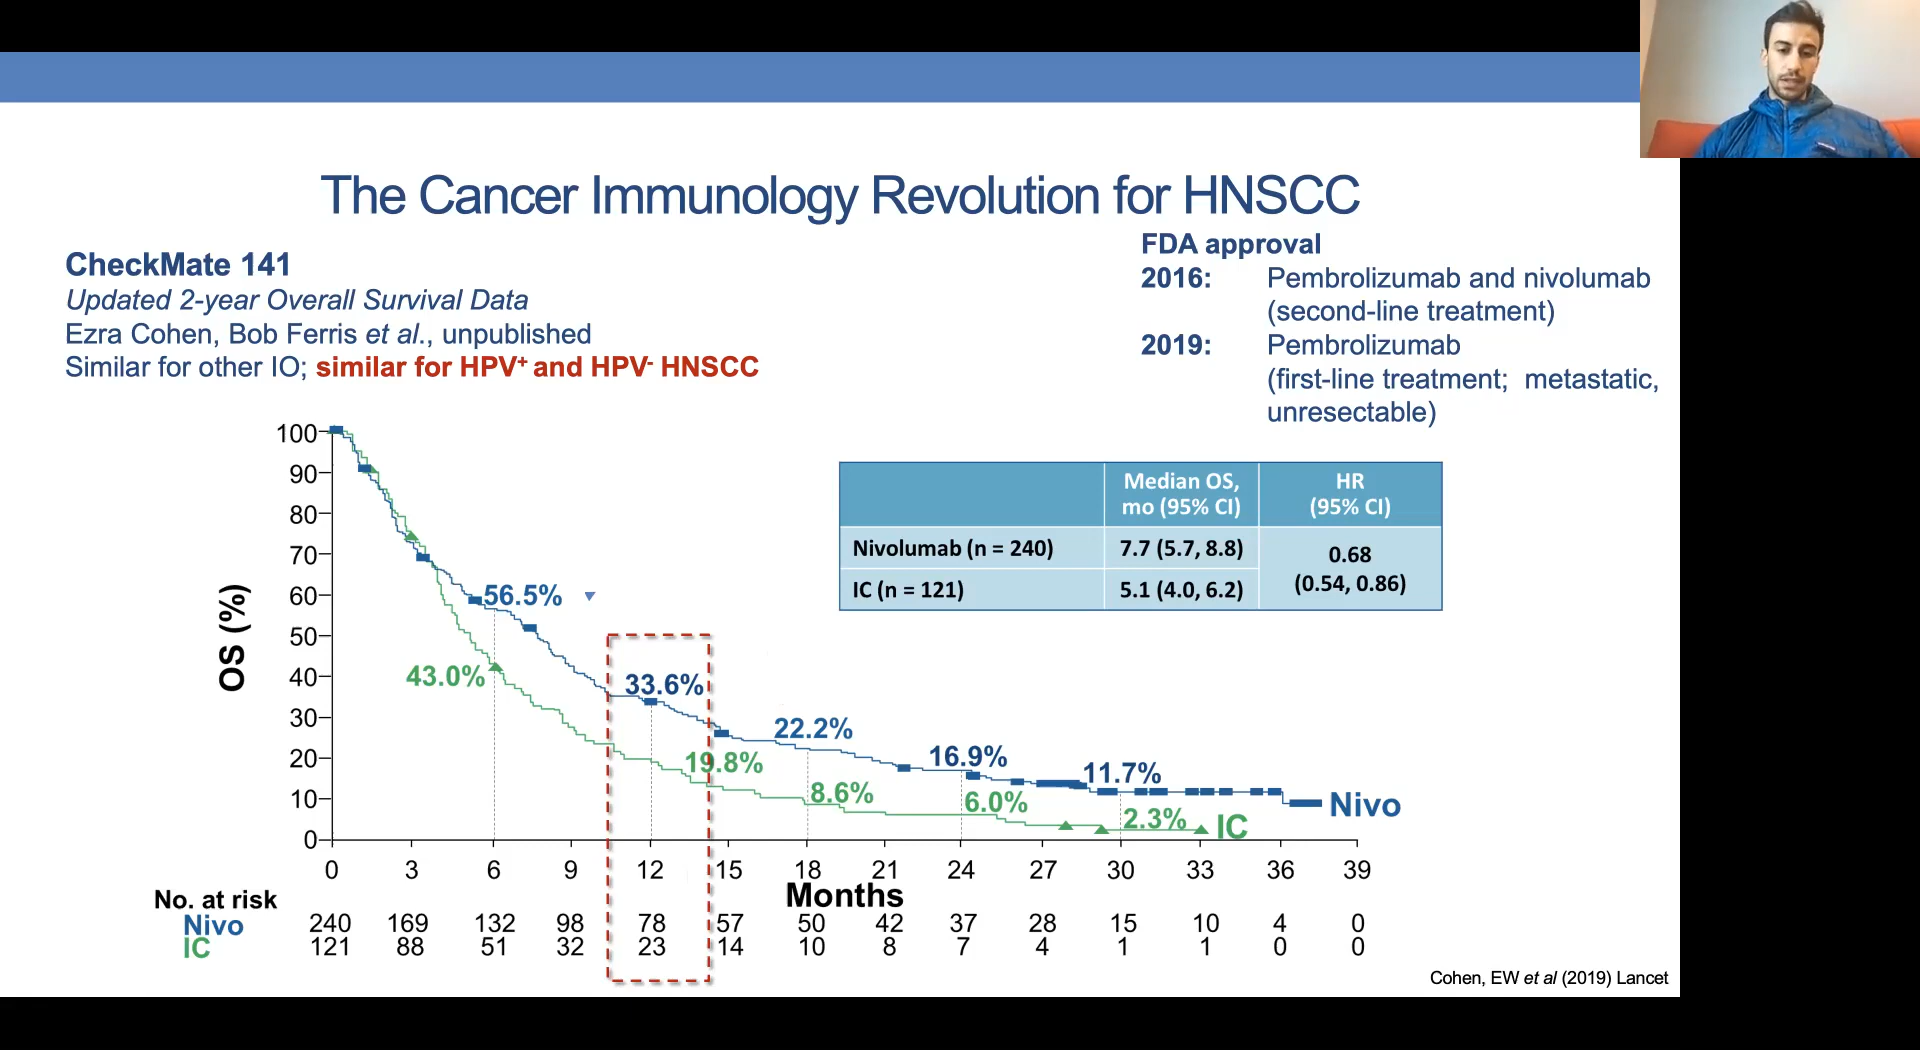 The Cancer Immunology Revolution for HNSCC
CheckMate 141
Updated 2-year Overall Survival Data
Ezra Cohen, Bob Ferris et al., unpublished
Similar for other IO; similar for HPV+ and HPV- HNSCC
FDA approval
2016: Pembrolizumab and nivolumab
(second-line treatment)
2019: Pembrolizumab
(first-line treatment; metastatic,
unresectable)
Median OS,
mo (95% CI)
HR
(95% CI)
Nivolumab (n = 240) 7.7 (5.7, 8.8)
IC (n = 121) 5.1 (4.0, 6.2)
0.68
(0.54, 0.86)
OS (%)
100
90
80
70
60
50
40
30
20
10
0
56.5%
43.0%
33.6%
19.8%
22.2%
8.6%
16.9%
6.0%
11.7%
2.3%
Nivo
IC
0 3 6 9 12 15 18 21 24 27 30 33 36 39
Months
No. at risk
Nivo 240 169 132 98 78 57 50 42 37 28 15 10 4 0
IC 121 88 51 32 23 14 10 8 7 4 1 1 0 0
Cohen, EW et al (2019) Lancet